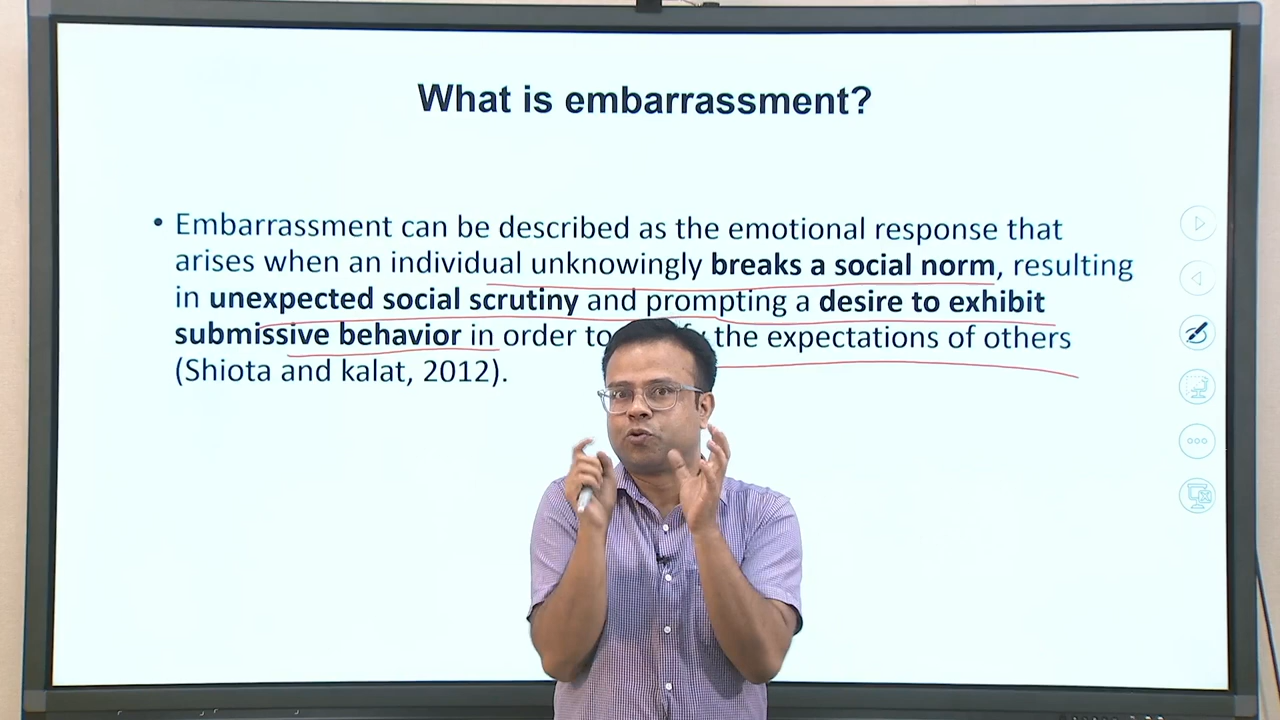 What is embarrassment?
• Embarrassment can be described as the emotional response that
arises when an individual unknowingly breaks a social norm, resulting
in unexpected social scrutiny and prompting a desire to exhibit
submissive behavior in order to the expectations of others
(Shiota and kalat, 2012).